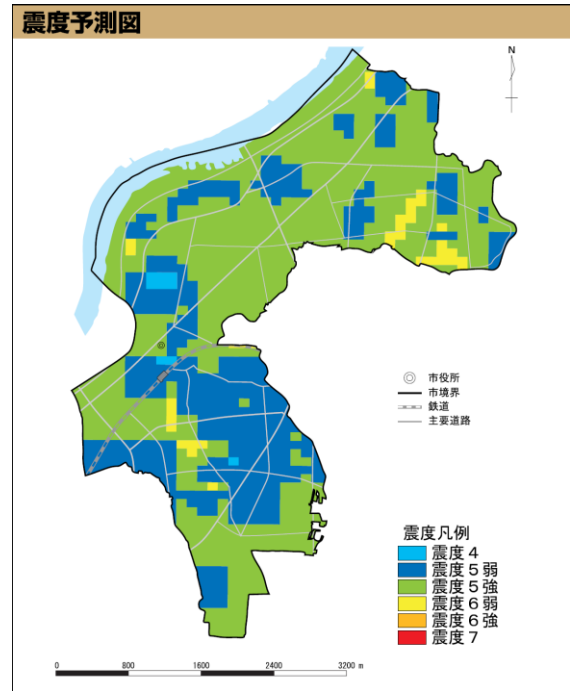 震度予測図
N
市役所
市境界
鉄道
主要道路
震度凡例
震度4
震度5弱
震度5強
震度6弱
震度6強
震度7
0 800 1600 2400 3200 m